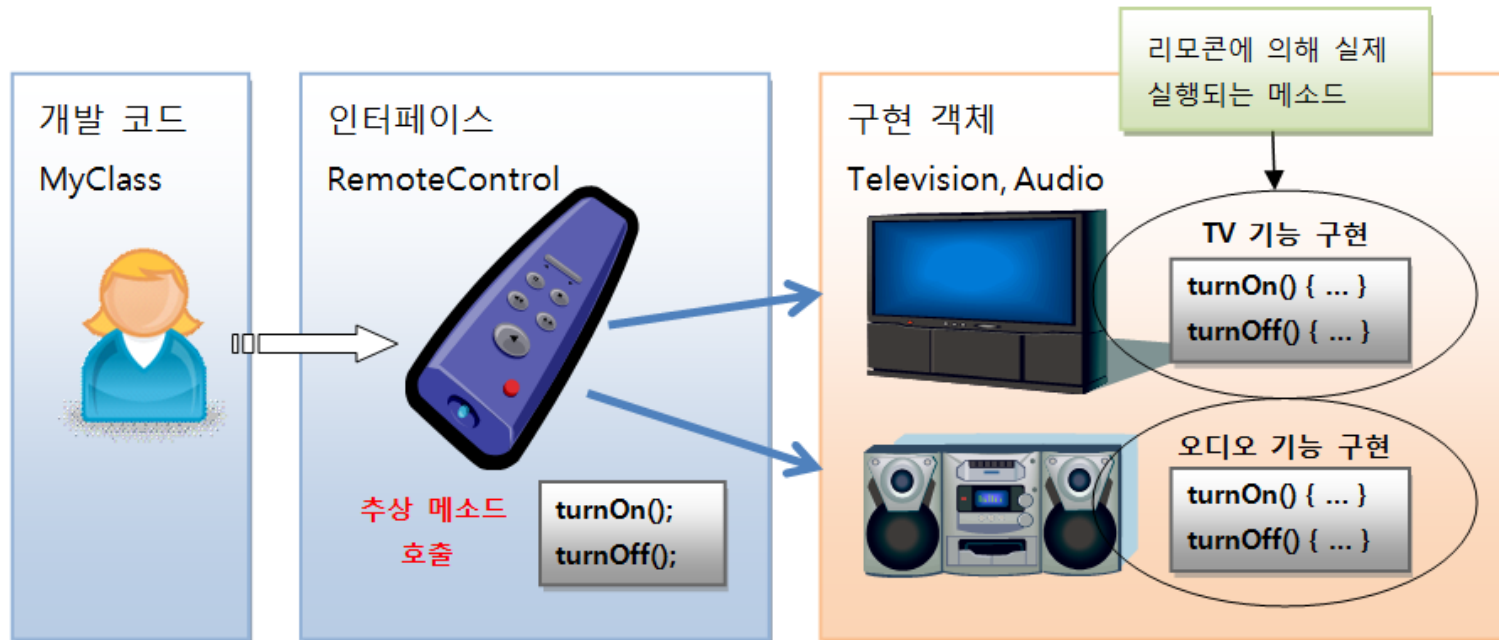 리모콘에 의해 실제
실행되는 메소드
개발 코드
MyClass
인터페이스
RemoteControl
추상 메소드
호출
turnOn();
turnOff();
구현 객체
Television, Audio
TV 기능 구현
turnOn() { ... }
turnOff() { ... }
오디오 기능 구현
turnOn() { ... }
turnOff() { ... }